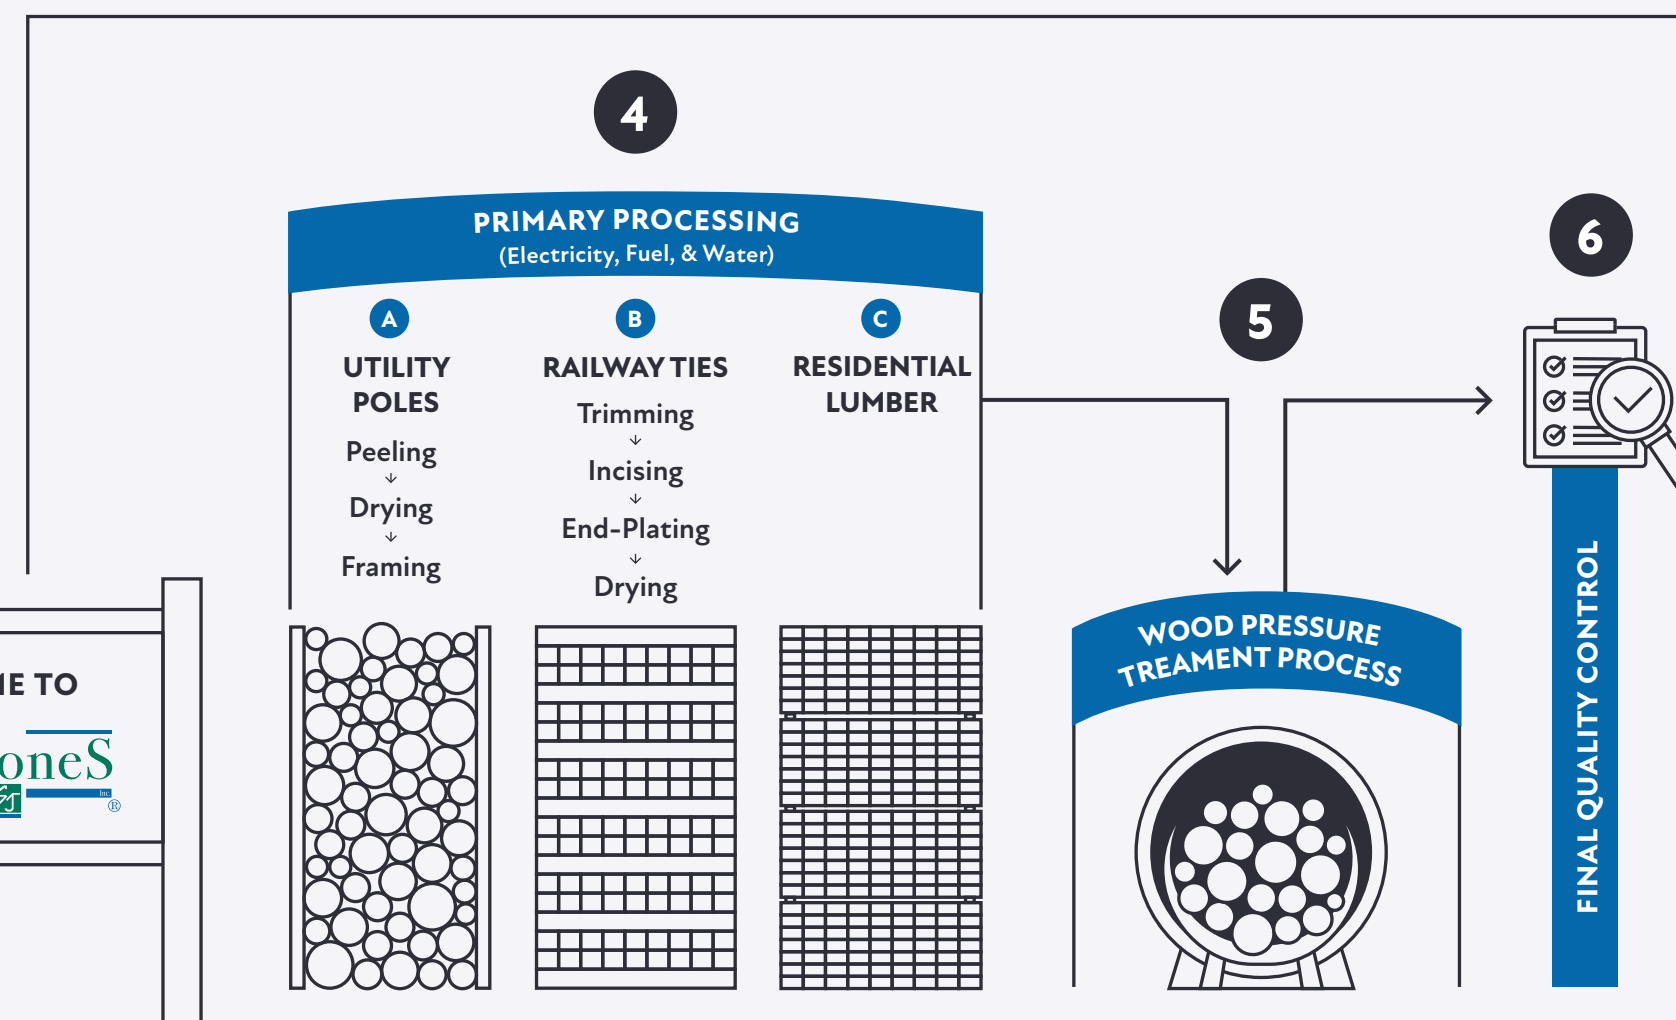 4
PRIMARY PROCESSING
(Electricity, Fuel, & Water)
A
UTILITY
POLES
Peeling
Drying
Framing
B
RAILWAY TIES
Trimming
Incising
End-Plating
Drying
C
RESIDENTIAL
LUMBER
5
WOOD PRESSURE
TREAMENT PROCESS
6
FINAL QUALITY CONTROL
TO
oneS
Inc.
®